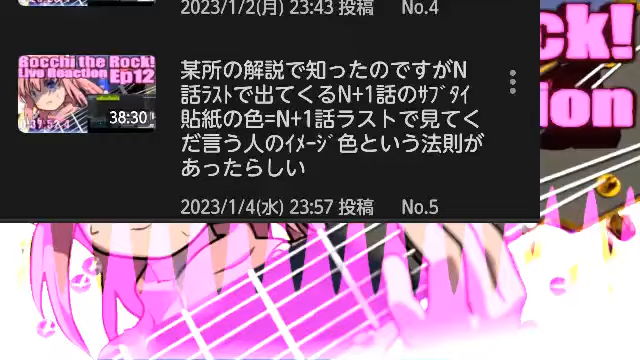 2023/1/2(月) 23:43 投稿 No.4
Bocchi the Rock!
Live Reaction Ep12
38:30
某所の解説で知ったのですがN
話ﾗｽﾄで出てくるN+1話のｻﾌﾞﾀｲ
貼紙の色=N+1話ラストで見てく
だ言う人のｲﾒｰｼﾞ色という法則が
あったらしい
2023/1/4(水) 23:57 投稿 No.5
ck!
ion